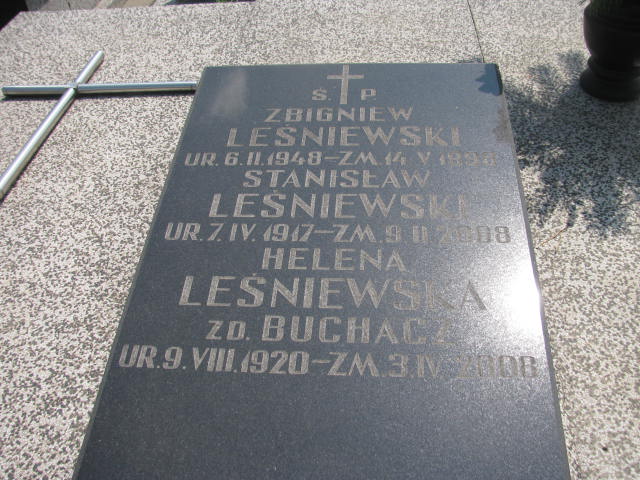 Ś. P.
ZBIGNIEW
LEŚNIEWSKI
UR. 6. II. 1948 – ZM. 14. V.
STANISŁAW
LEŚNIEWSKI
UR. 7. IV. 1917 – ZM. 9. II. 2008
HELENA
LEŚNIEWSKA
ZD. BUCHACZ
UR. 9. VIII. 1920 – ZM. 3. IV. 2008